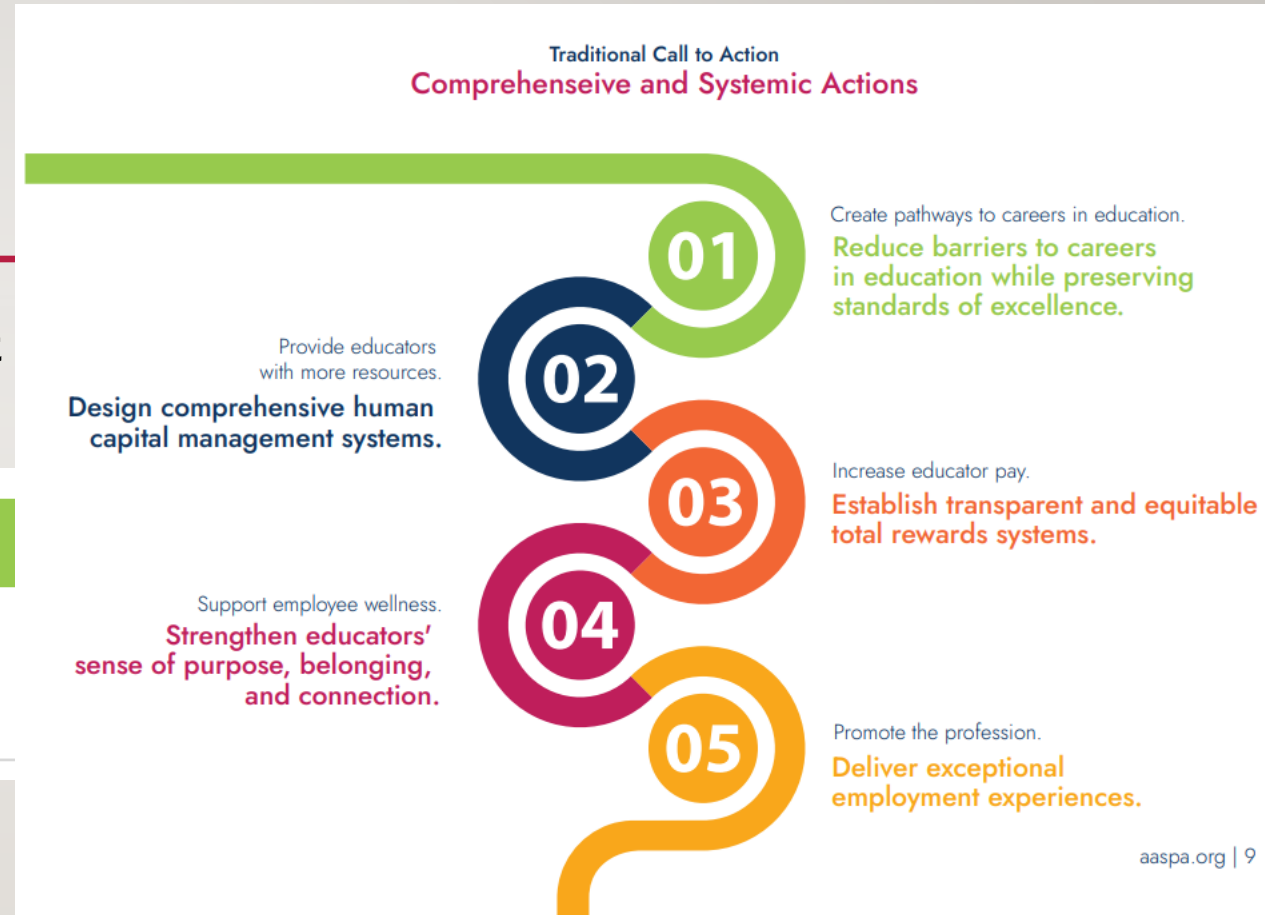 Traditional Call to Action
Comprehenseive and Systemic Actions
01
Create pathways to careers in education.
Reduce barriers to careers
in education while preserving
standards of excellence.
02
Provide educators
with more resources.
Design comprehensive human
capital management systems.
03
Increase educator pay.
Establish transparent and equitable
total rewards systems.
04
Support employee wellness.
Strengthen educators'
sense of purpose, belonging,
and connection.
05
Promote the profession.
Deliver exceptional
employment experiences.
aaspa.org | 9